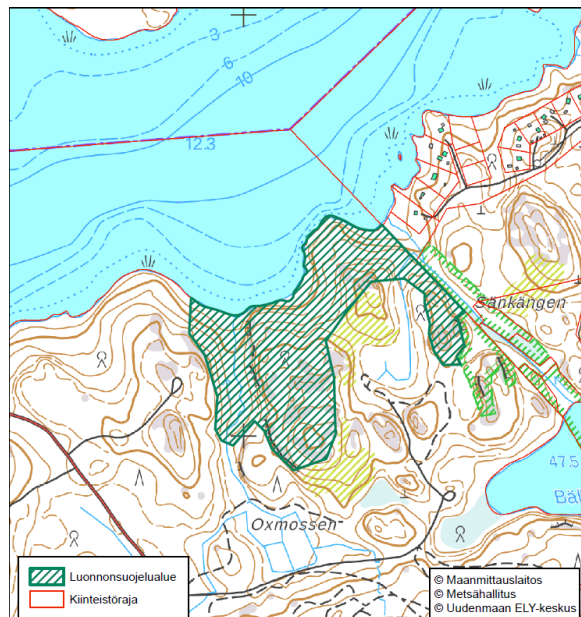 3
6
10
12.3
Sänkängen
47.5
Oxmossen
Luonnonsuojelualue
Kiinteistöraja
© Maanmittauslaitos
© Metsähallitus
© Uudenmaan ELY-keskus